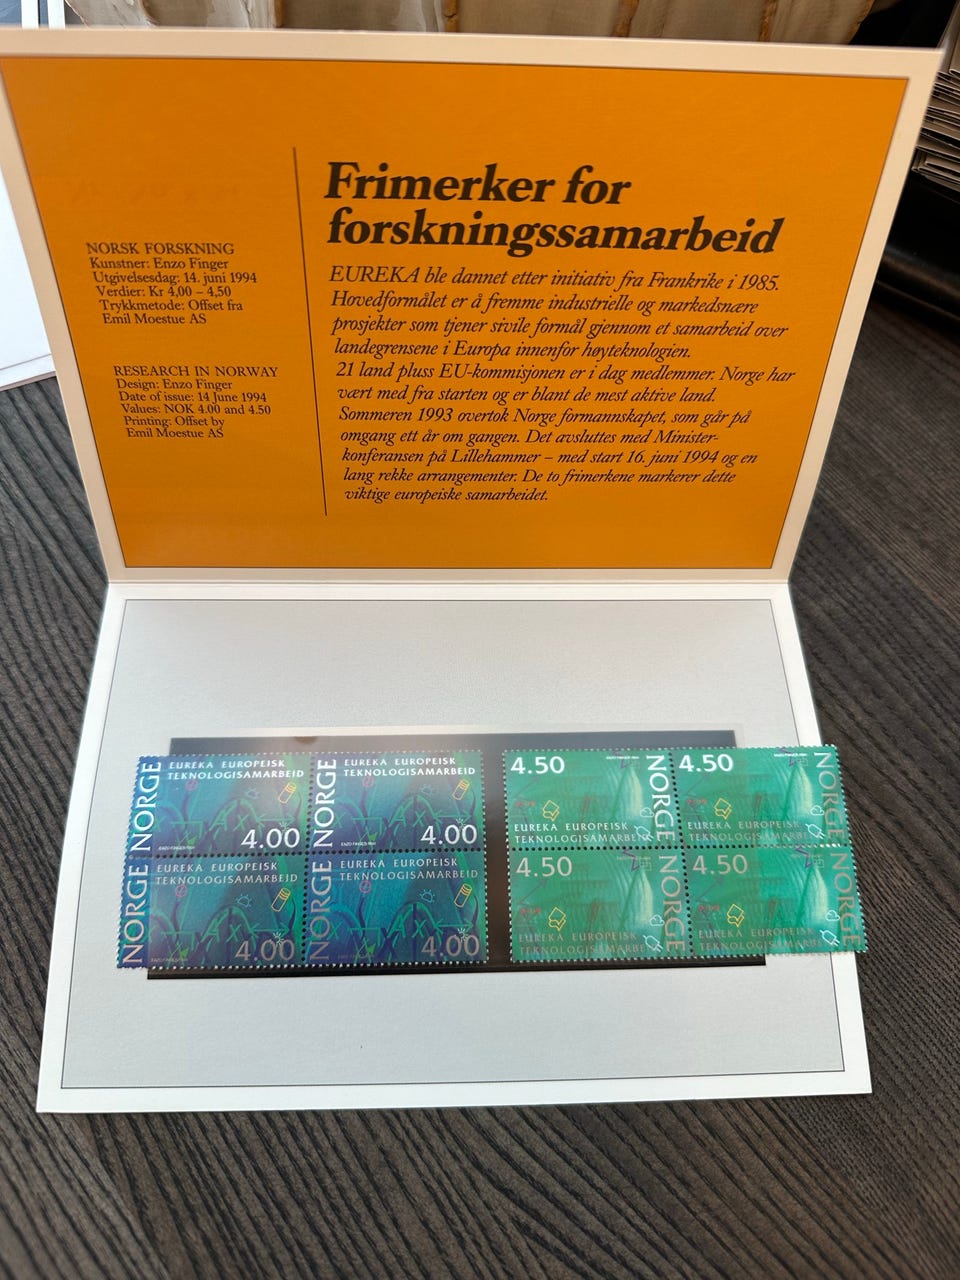 NORSK FORSKNING
Kunstner: Enzo Finger
Utgivelsesdag: 14. juni 1994
Verdier: Kr 4,00 – 4,50
Trykkmetode: Offset fra
Emil Moestue AS
RESEARCH IN NORWAY
Design: Enzo Finger
Date of issue: 14 June 1994
Values: NOK 4.00 and 4.50
Printing: Offset by
Emil Moestue AS
Frimerker for
forskningssamarbeid
EUREKA ble dannet etter initiativ fra Frankrike i 1985.
Hovedformålet er å fremme industrielle og markedsnære
prosjekter som tjener sivile formål gjennom et samarbeid over
landegrensene i Europa innenfor høyteknologien.
21 land pluss EU-kommisjonen er i dag medlemmer. Norge har
vært med fra starten og er blant de mest aktive land.
Sommeren 1993 overtok Norge formannskapet, som går på
omgang ett år om gangen. Det avsluttes med Minister-
konferansen på Lillehammer – med start 16. juni 1994 og en
lang rekke arrangementer. De to frimerkene markerer dette
viktige europeiske samarbeidet.
NORGE
EUREKA EUROPEISK
TEKNOLOGISAMARBEID
4.00
NORGE
EUREKA EUROPEISK
TEKNOLOGISAMARBEID
4.00
4.50
NORGE
EUREKA EUROPEISK
TEKNOLOGISAMARBEI
4.50
NORGE
EUREKA EUROPEISK
TEKNOLOGISAMARBEI
NORGE
EUREKA EUROPEISK
TEKNOLOGISAMARBEID
4.00
NORGE
EUREKA EUROPEISK
TEKNOLOGISAMARBEID
4.00
4.50
NORGE
EUREKA EUROPEISK
TEKNOLOGISAMARBEI
4.50
NORGE
EUREKA EUROPEISK
TEKNOLOGISAMARBEI